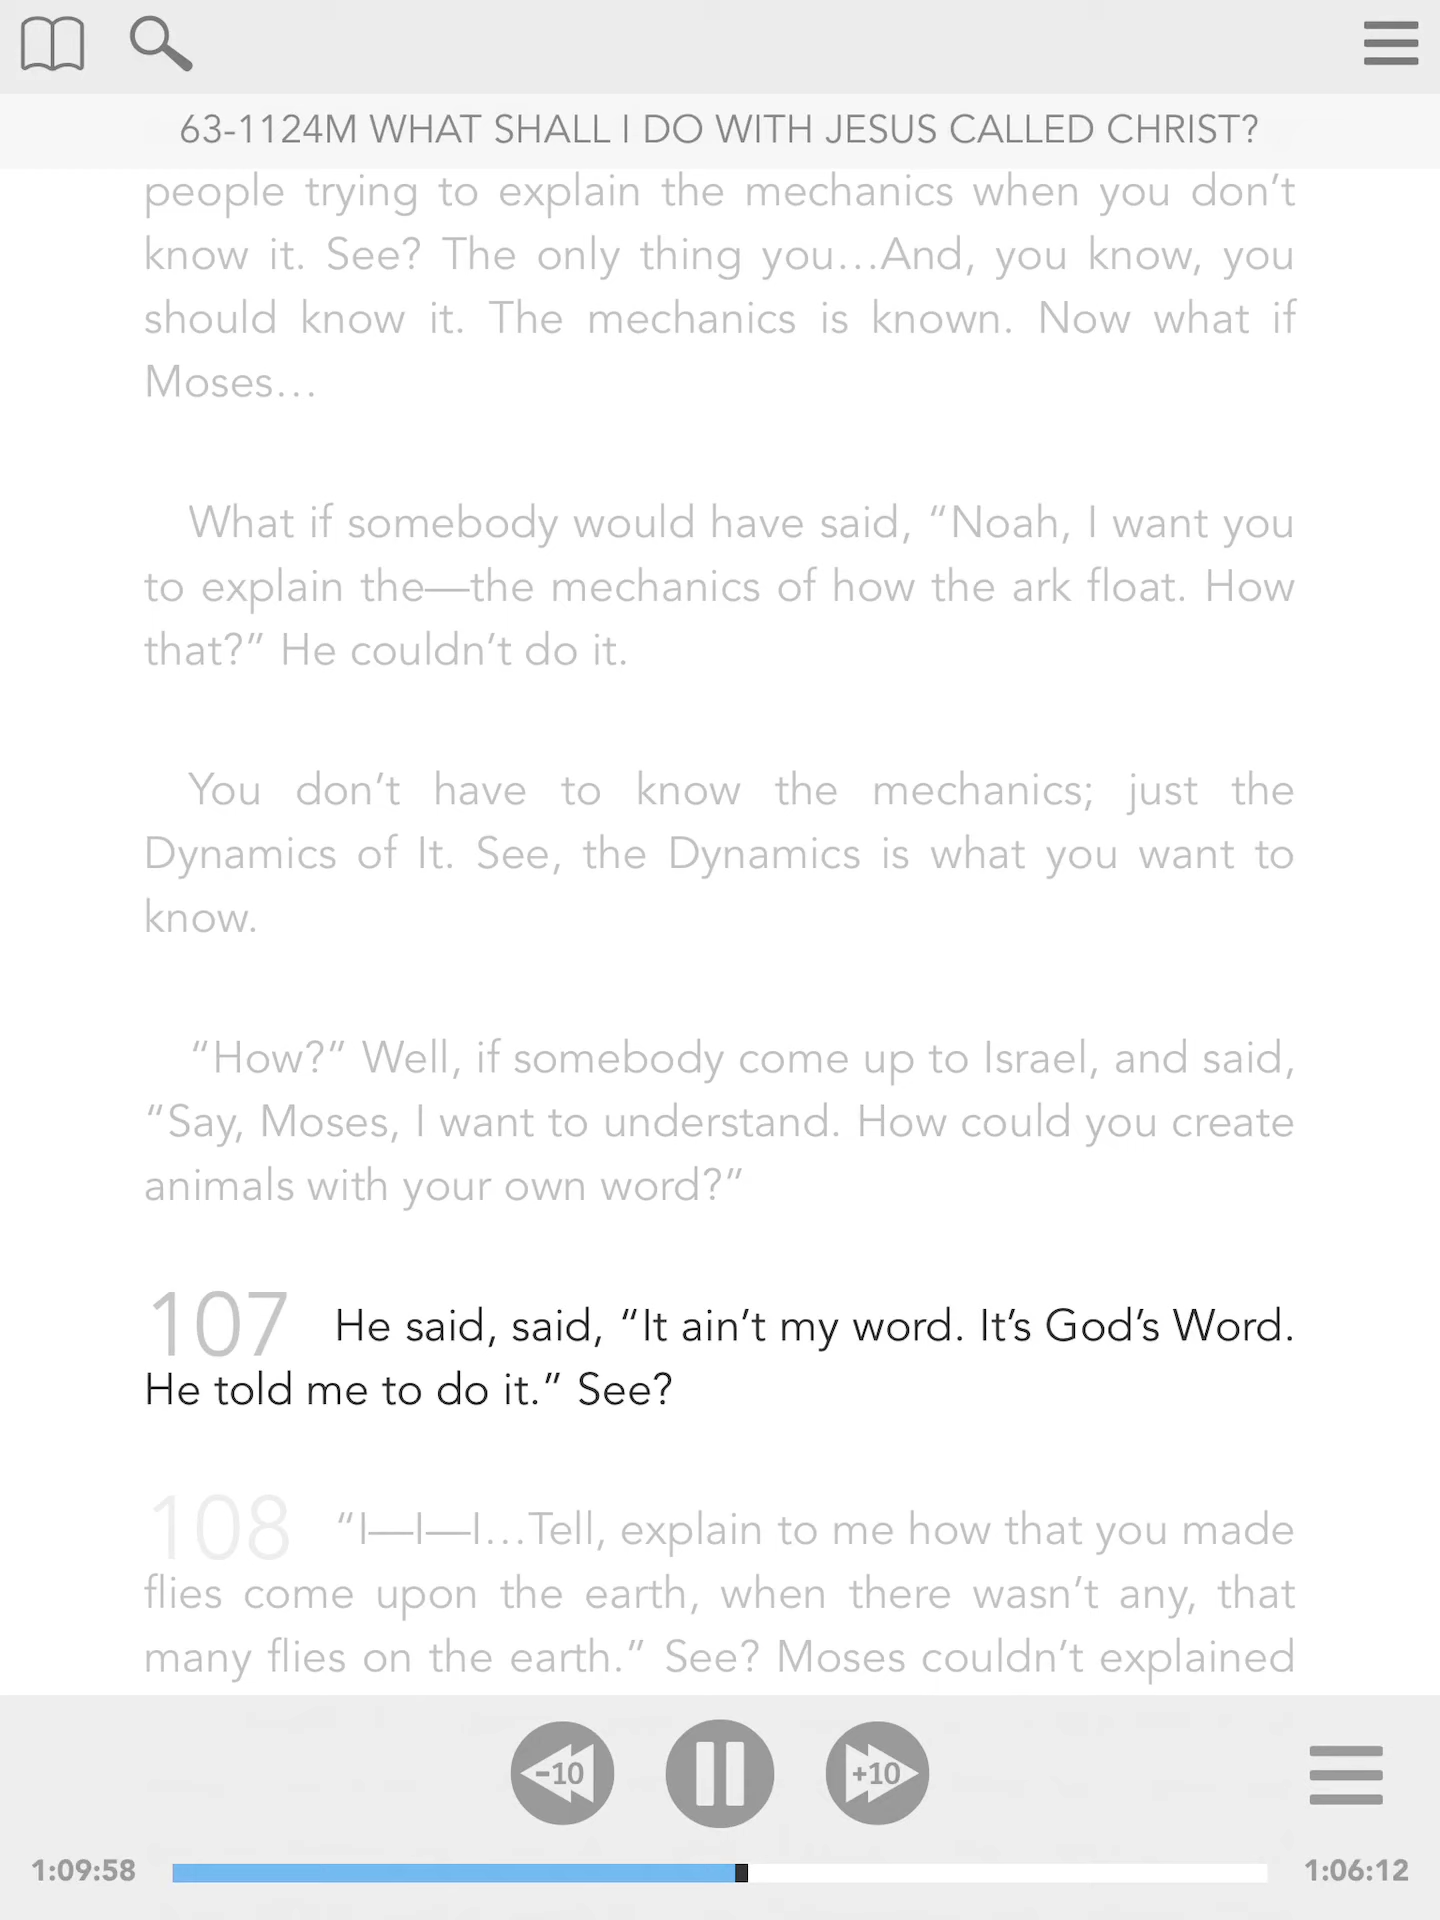 63-1124M WHAT SHALL I DO WITH JESUS CALLED CHRIST?
people trying to explain the mechanics when you don’t
know it. See? The only thing you…And, you know, you
should know it. The mechanics is known. Now what if
Moses…
What if somebody would have said, “Noah, I want you
to explain the—the mechanics of how the ark float. How
that?” He couldn’t do it.
You don’t have to know the mechanics; just the
Dynamics of It. See, the Dynamics is what you want to
know.
“How?” Well, if somebody come up to Israel, and said,
“Say, Moses, I want to understand. How could you create
animals with your own word?”
107 He said, said, “It ain’t my word. It’s God’s Word.
He told me to do it.” See?
108 “I—I—I…Tell, explain to me how that you made
flies come upon the earth, when there wasn’t any, that
many flies on the earth.” See? Moses couldn’t explained
-10 +10
1:09:58 1:06:12